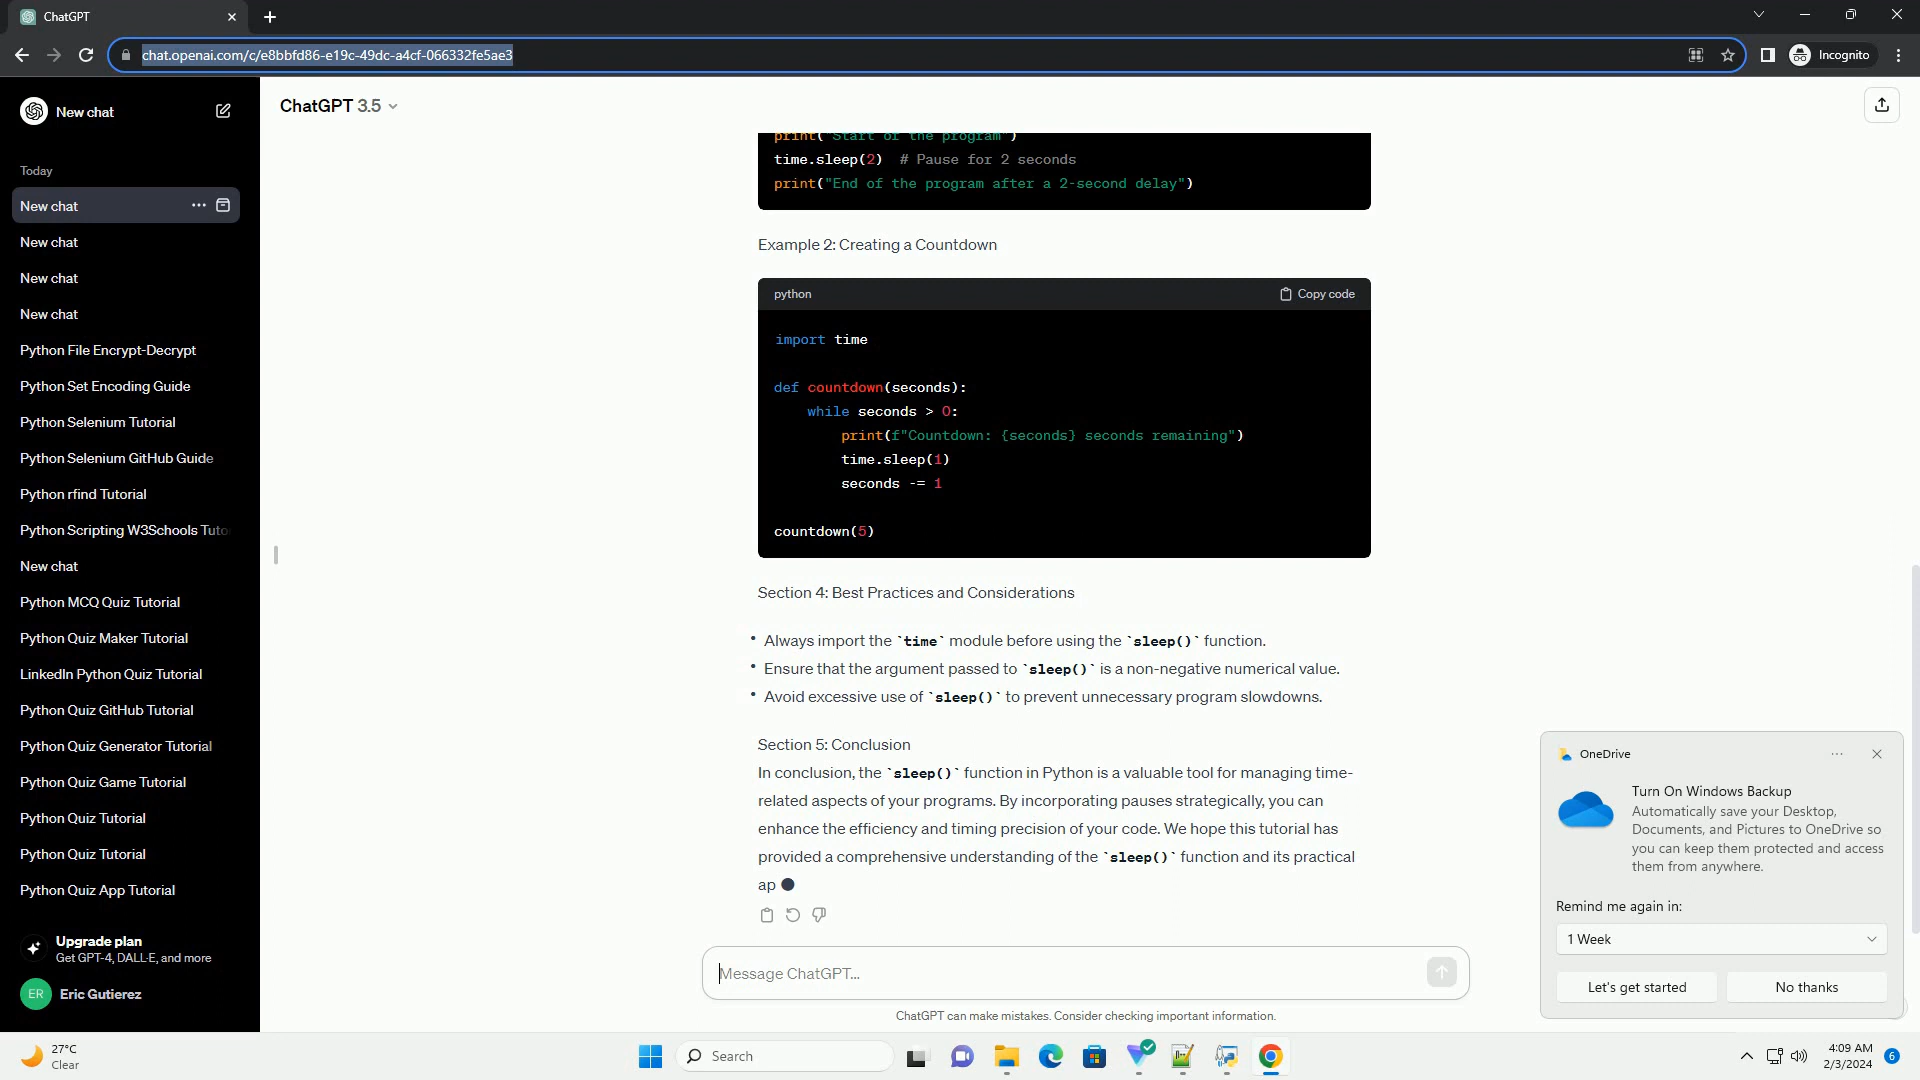 ChatGPT
chat.openai.com/c/e8bbfd86-e19c-49dc-a4cf-066332fe5ae3
Incognito
New chat
Today
New chat
New chat
New chat
New chat
Python File Encrypt-Decrypt
Python Set Encoding Guide
Python Selenium Tutorial
Python Selenium GitHub Guide
Python rfind Tutorial
Python Scripting W3Schools Tuto
New chat
Python MCQ Quiz Tutorial
Python Quiz Maker Tutorial
LinkedIn Python Quiz Tutorial
Python Quiz GitHub Tutorial
Python Quiz Generator Tutorial
Python Quiz Game Tutorial
Python Quiz Tutorial
Python Quiz Tutorial
Python Quiz App Tutorial
Upgrade plan
Get GPT-4, DALL·E, and more
ER Eric Gutierez
ChatGPT 3.5
print("Start of the program")
time.sleep(2)  # Pause for 2 seconds
print("End of the program after a 2-second delay")
Example 2: Creating a Countdown
python
Copy code
import time
def countdown(seconds):
    while seconds > 0:
        print(f"Countdown: {seconds} seconds remaining")
        time.sleep(1)
        seconds -= 1
countdown(5)
Section 4: Best Practices and Considerations
• Always import the `time` module before using the `sleep()` function.
• Ensure that the argument passed to `sleep()` is a non-negative numerical value.
• Avoid excessive use of `sleep()` to prevent unnecessary program slowdowns.
Section 5: Conclusion
In conclusion, the `sleep()` function in Python is a valuable tool for managing time-
related aspects of your programs. By incorporating pauses strategically, you can
enhance the efficiency and timing precision of your code. We hope this tutorial has
provided a comprehensive understanding of the `sleep()` function and its practical
ap
Message ChatGPT...
ChatGPT can make mistakes. Consider checking important information.
OneDrive
Turn On Windows Backup
Automatically save your Desktop,
Documents, and Pictures to OneDrive so
you can keep them protected and access
them from anywhere.
Remind me again in:
1 Week
Let's get started
No thanks
27°C
Clear
Search
4:09 AM
2/3/2024
6